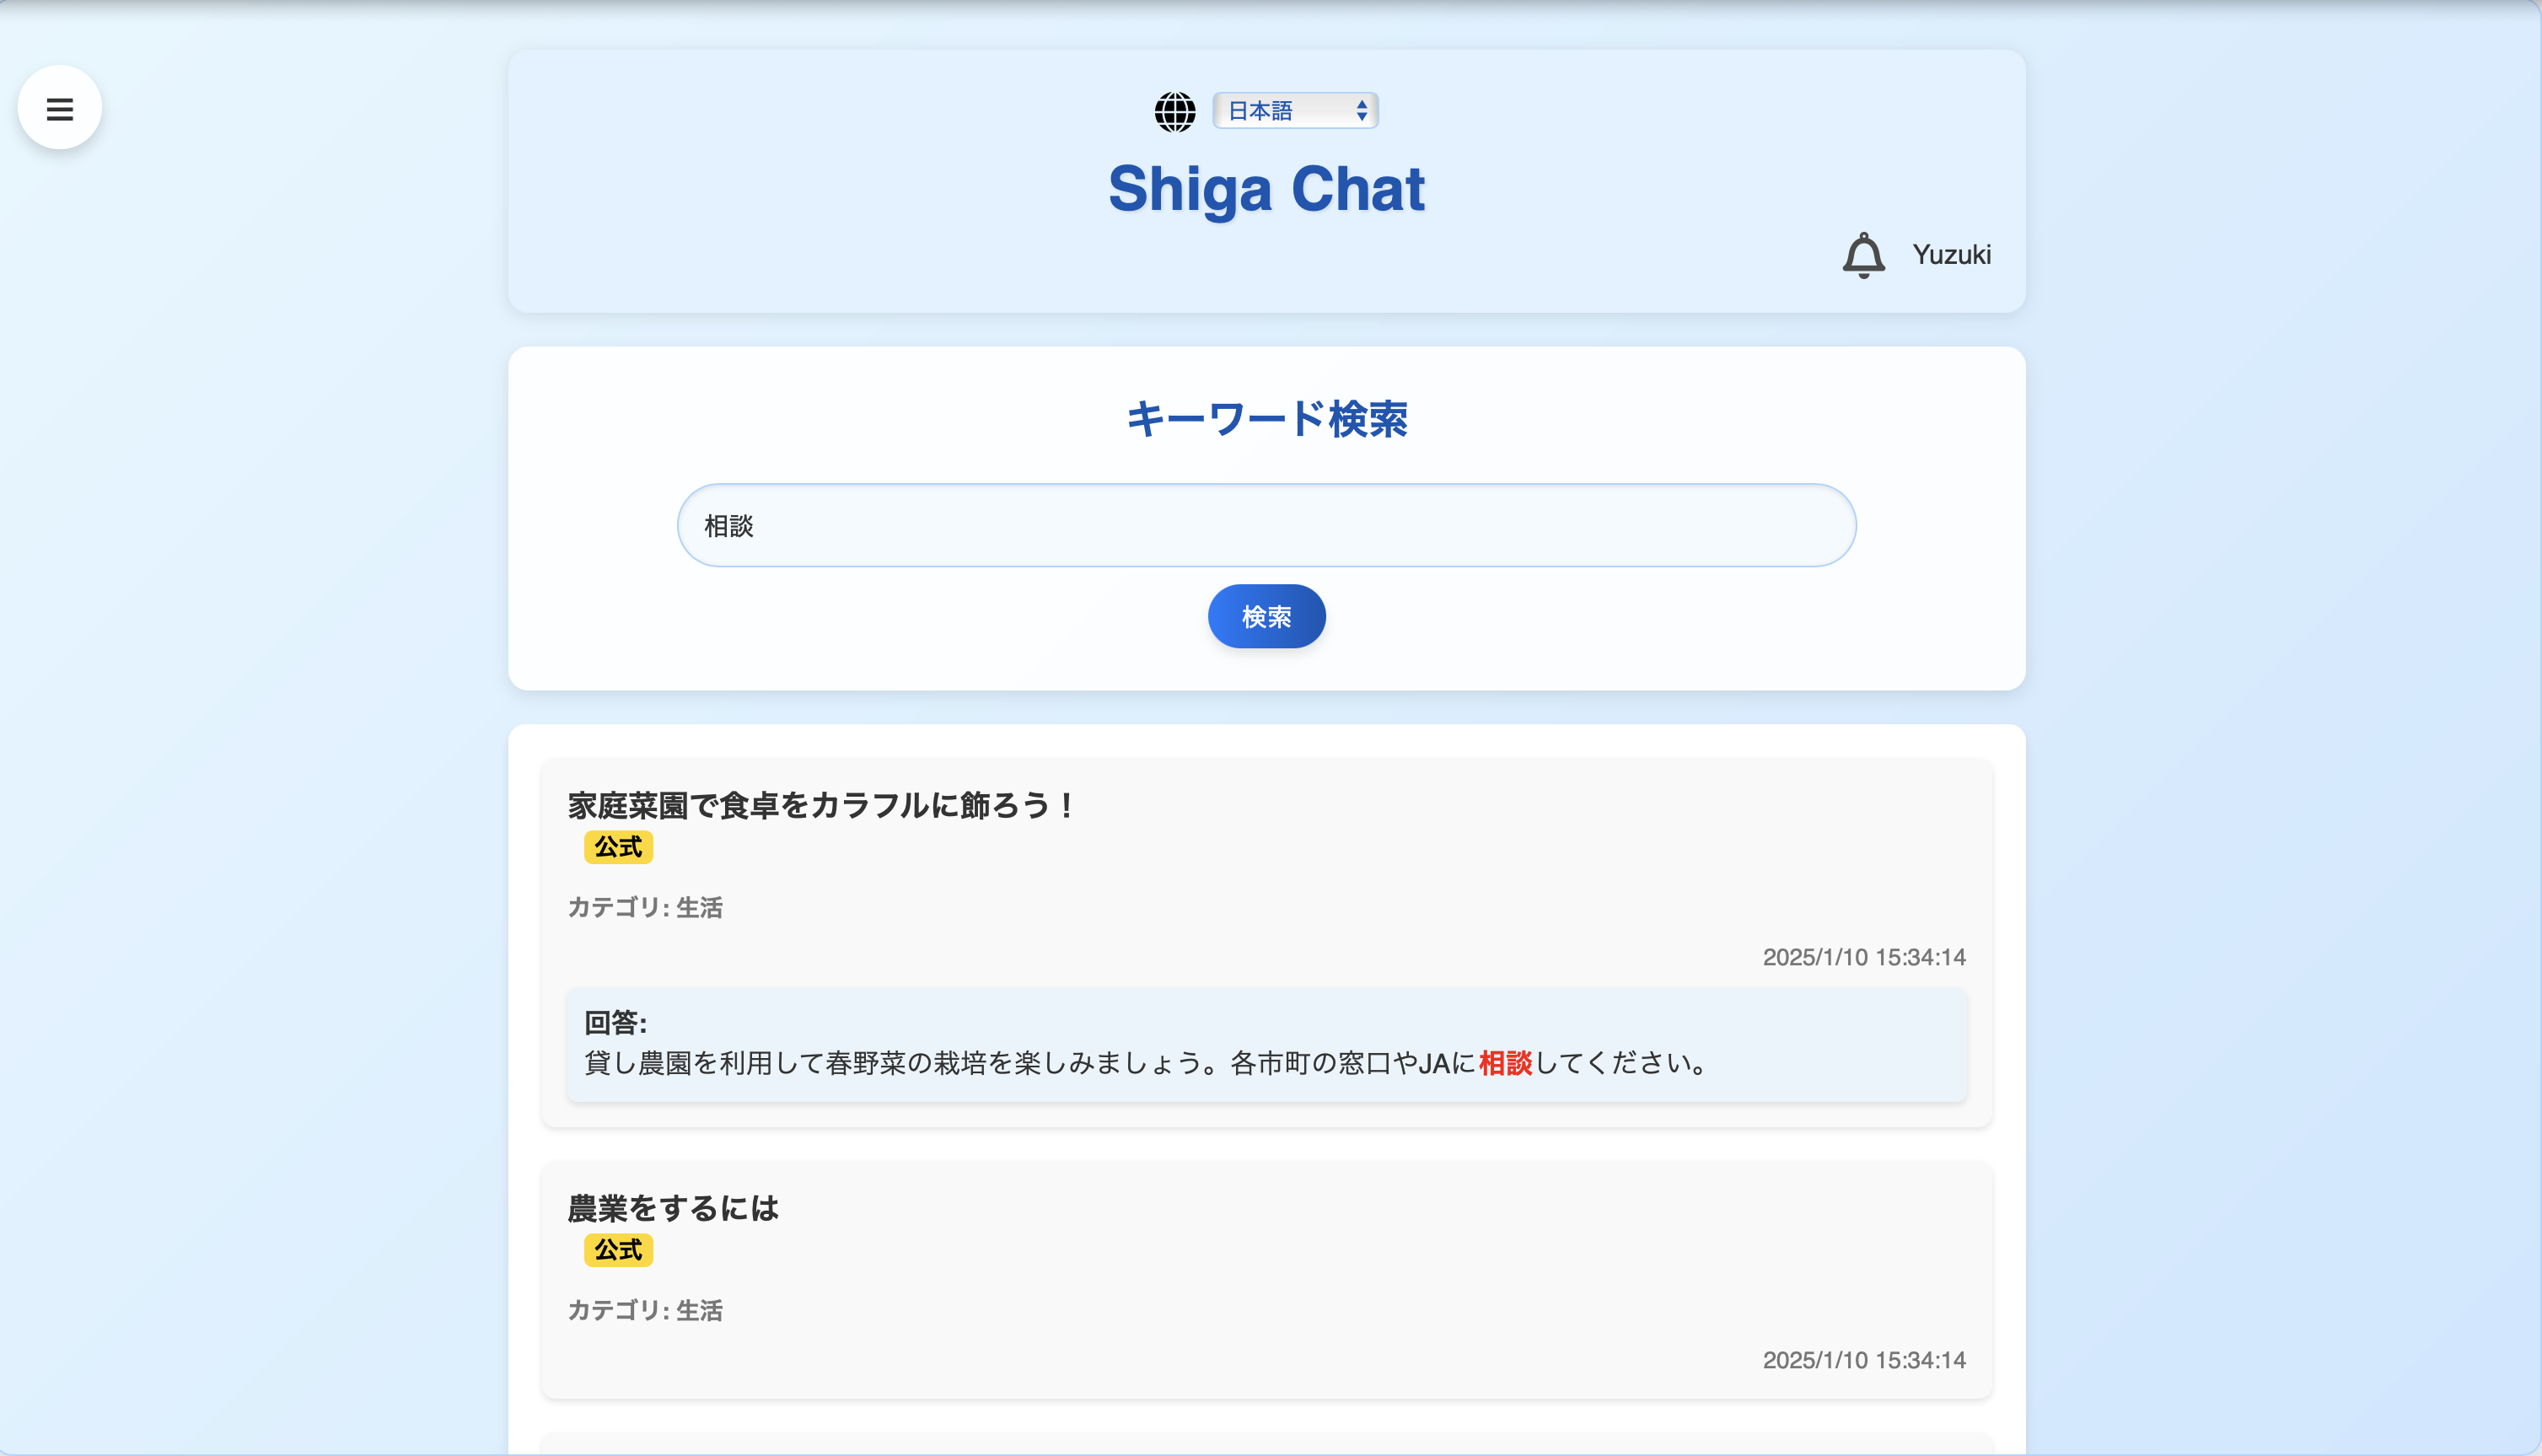 日本語
Shiga Chat
Yuzuki
キーワード検索
相談
検索
家庭菜園で食卓をカラフルに飾ろう！
公式
カテゴリ: 生活
2025/1/10 15:34:14
回答:
貸し農園を利用して春野菜の栽培を楽しみましょう。各市町の窓口やJAに相談してください。
農業をするには
公式
カテゴリ: 生活
2025/1/10 15:34:14